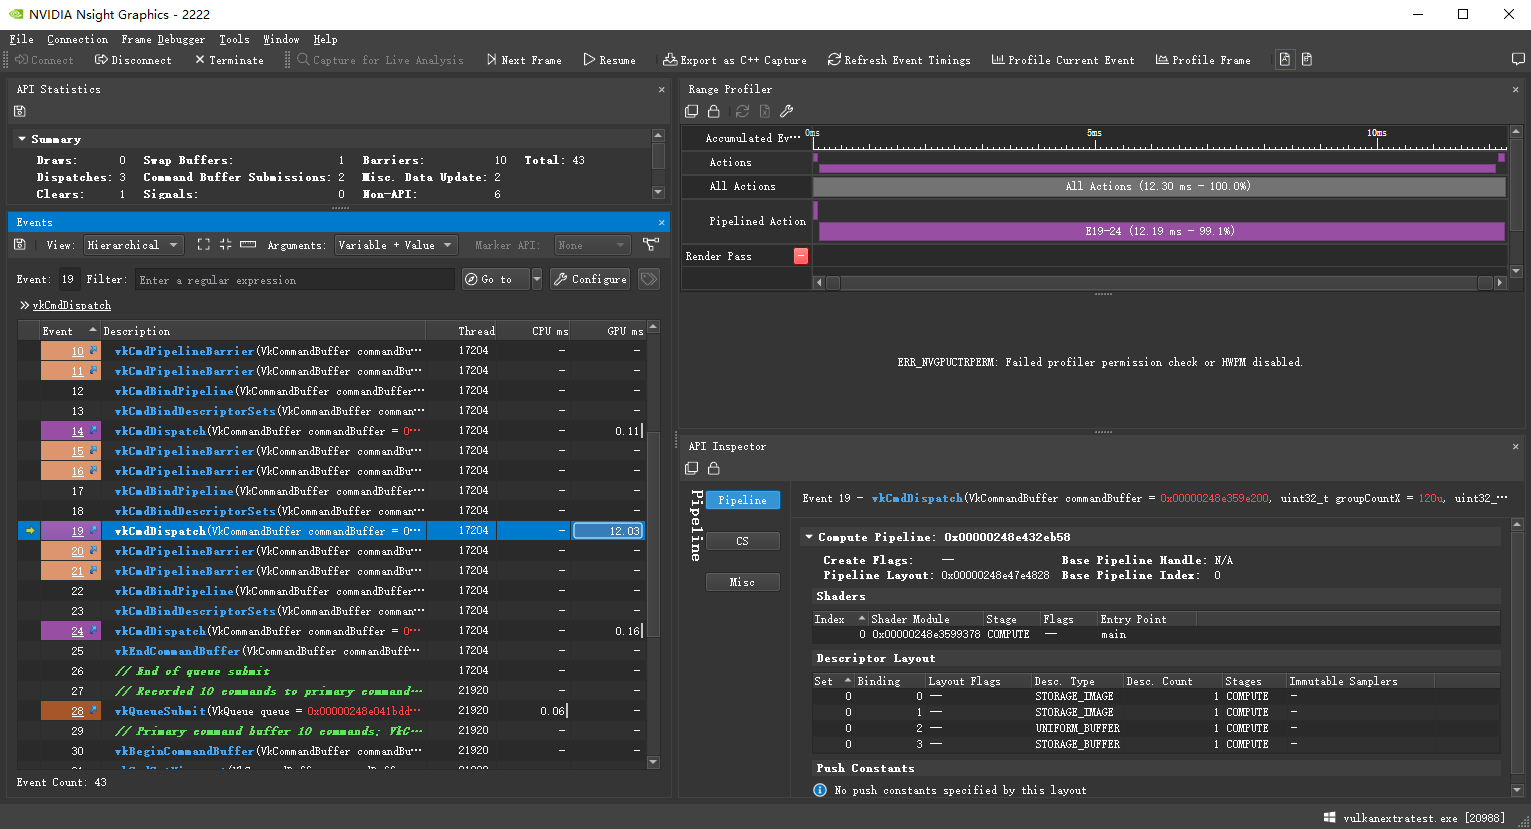 NVIDIA Nsight Graphics - 2222
File Connection Frame Debugger Tools Window Help
Connect Disconnect Terminate Capture for Live Analysis Next Frame Resume Export as C++ Capture Refresh Event Timings Profile Current Event Profile Frame
API Statistics
Summary
Draws: 0 Swap Buffers: 1 Barriers: 10 Total: 43
Dispatches: 3 Command Buffer Submissions: 2 Misc. Data Update: 2
Clears: 1 Signals: 0 Non-API: 6
Events
View: Hierarchical Arguments: Variable + Value Marker API: None
Event: 19 Filter: Enter a regular expression Go to Configure
vkCmdDispatch
Event Description Thread CPU ms GPU ms
10 vkCmdPipelineBarrier(VkCommandBuffer commandBu··· 17204 — —
11 vkCmdPipelineBarrier(VkCommandBuffer commandBu··· 17204 — —
12 vkCmdBindPipeline(VkCommandBuffer commandBuffe··· 17204 — —
13 vkCmdBindDescriptorSets(VkCommandBuffer comman··· 17204 — —
14 vkCmdDispatch(VkCommandBuffer commandBuffer = 0··· 17204 — 0.11
15 vkCmdPipelineBarrier(VkCommandBuffer commandBu··· 17204 — —
16 vkCmdPipelineBarrier(VkCommandBuffer commandBu··· 17204 — —
17 vkCmdBindPipeline(VkCommandBuffer commandBuffe··· 17204 — —
18 vkCmdBindDescriptorSets(VkCommandBuffer comman··· 17204 — —
19 vkCmdDispatch(VkCommandBuffer commandBuffer = 0··· 17204 — 12.03
20 vkCmdPipelineBarrier(VkCommandBuffer commandBu··· 17204 — —
21 vkCmdPipelineBarrier(VkCommandBuffer commandBu··· 17204 — —
22 vkCmdBindPipeline(VkCommandBuffer commandBuffe··· 17204 — —
23 vkCmdBindDescriptorSets(VkCommandBuffer comman··· 17204 — —
24 vkCmdDispatch(VkCommandBuffer commandBuffer = 0··· 17204 — 0.16
25 vkEndCommandBuffer(VkCommandBuffer commandBuff··· 17204 — —
26 // End of queue submit 17204 — —
27 // Recorded 10 commands to primary command··· 21920 — —
28 vkQueueSubmit(VkQueue queue = 0x00000248e041bdd··· 21920 0.06 —
29 // Primary command buffer 10 commands; VkC··· 21920 — —
30 vkBeginCommandBuffer(VkCommandBuffer commandBu··· 21920 — —
Event Count: 43
Range Profiler
Accumulated Ev··· 0ms 5ms 10ms
Actions
All Actions All Actions (12.30 ms - 100.0%)
Pipelined Action E19-24 (12.19 ms - 99.1%)
Render Pass
ERR_NVGPUCTRPERM: Failed profiler permission check or HWPM disabled.
API Inspector
Pipeline
Pipeline
CS
Misc
Event 19 - vkCmdDispatch(VkCommandBuffer commandBuffer = 0x00000248e359e200, uint32_t groupCountX = 120u, uint32_···
Compute Pipeline: 0x00000248e432eb58
Create Flags: — Base Pipeline Handle: N/A
Pipeline Layout: 0x00000248e47e4828 Base Pipeline Index: 0
Shaders
Index Shader Module Stage Flags Entry Point
0 0x00000248e3599378 COMPUTE — main
Descriptor Layout
Set Binding Layout Flags Desc. Type Desc. Count Stages Immutable Samplers
0 0 — STORAGE_IMAGE 1 COMPUTE —
0 1 — STORAGE_IMAGE 1 COMPUTE —
0 2 — UNIFORM_BUFFER 1 COMPUTE —
0 3 — STORAGE_BUFFER 1 COMPUTE —
Push Constants
No push constants specified by this layout
vulkanextratest.exe [20988]